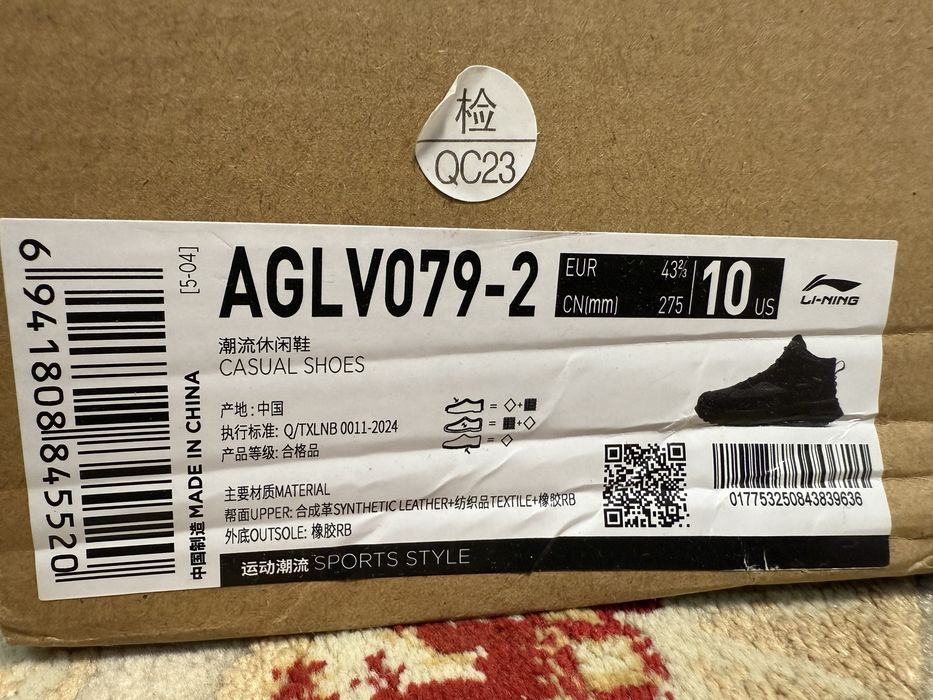 检
QC23
6 941808 845520
[5-04]
中国制造 MADE IN CHINA
AGLV079-2
EUR 43⅔
CN(mm) 275
10 US
LI-NING
潮流休闲鞋
CASUAL SHOES
产地: 中国
执行标准: Q/TXLNB 0011-2024
产品等级: 合格品
主要材质MATERIAL
帮面UPPER: 合成革SYNTHETIC LEATHER+纺织品TEXTILE+橡胶RB
外底OUTSOLE: 橡胶RB
017753250843839636
运动潮流 SPORTS STYLE